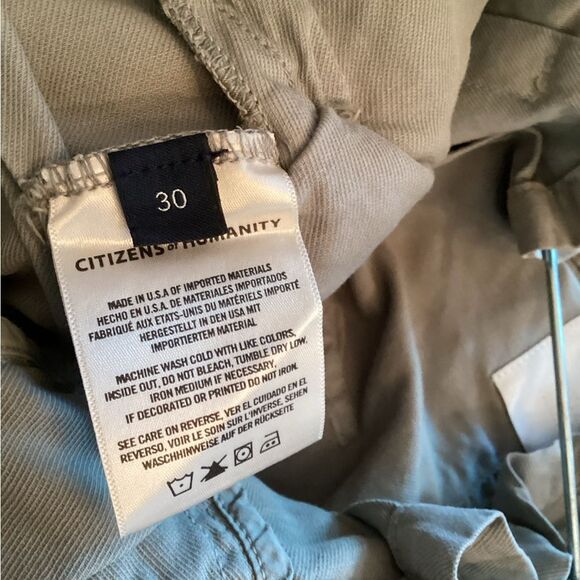 30
CITIZENS of HUMANITY
MADE IN U.S.A OF IMPORTED MATERIALS
HECHO EN U.S.A DE MATERIALES IMPORTADOS
FABRIQUÉ AUX ETATS-UNIS DU MATÉRIELS IMPORTÉ
HERGESTELLT IN DEN USA MIT
IMPORTIERTEM MATERIAL
MACHINE WASH COLD WITH LIKE COLORS,
INSIDE OUT, DO NOT BLEACH, TUMBLE DRY LOW.
IRON MEDIUM IF NECESSARY.
IF DECORATED OR PRINTED DO NOT IRON.
SEE CARE ON REVERSE, VER EL CUIDADO EN EL
REVERSO, VOIR LE SOIN SUR L'INVERSE, SEHEN
WASCHHINWEISE AUF DER RÜCKSEITE